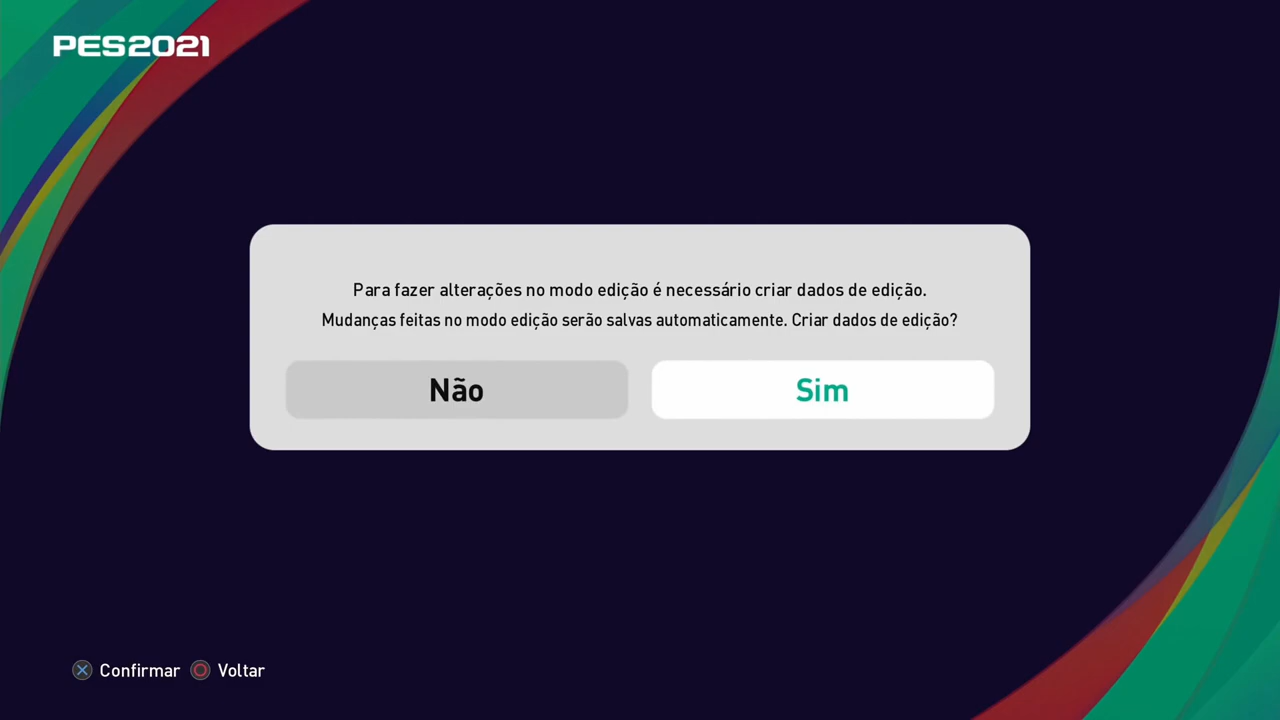 PES2021
Para fazer alterações no modo edição é necessário criar dados de edição.
Mudanças feitas no modo edição serão salvas automaticamente. Criar dados de edição?
Não
Sim
Confirmar
Voltar